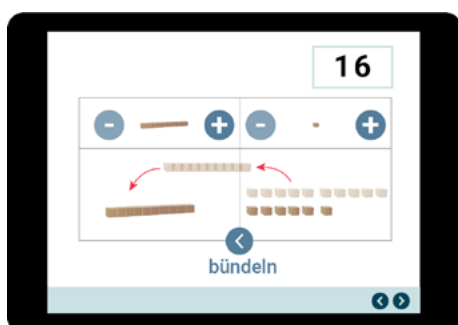 16
- + - +
bündeln